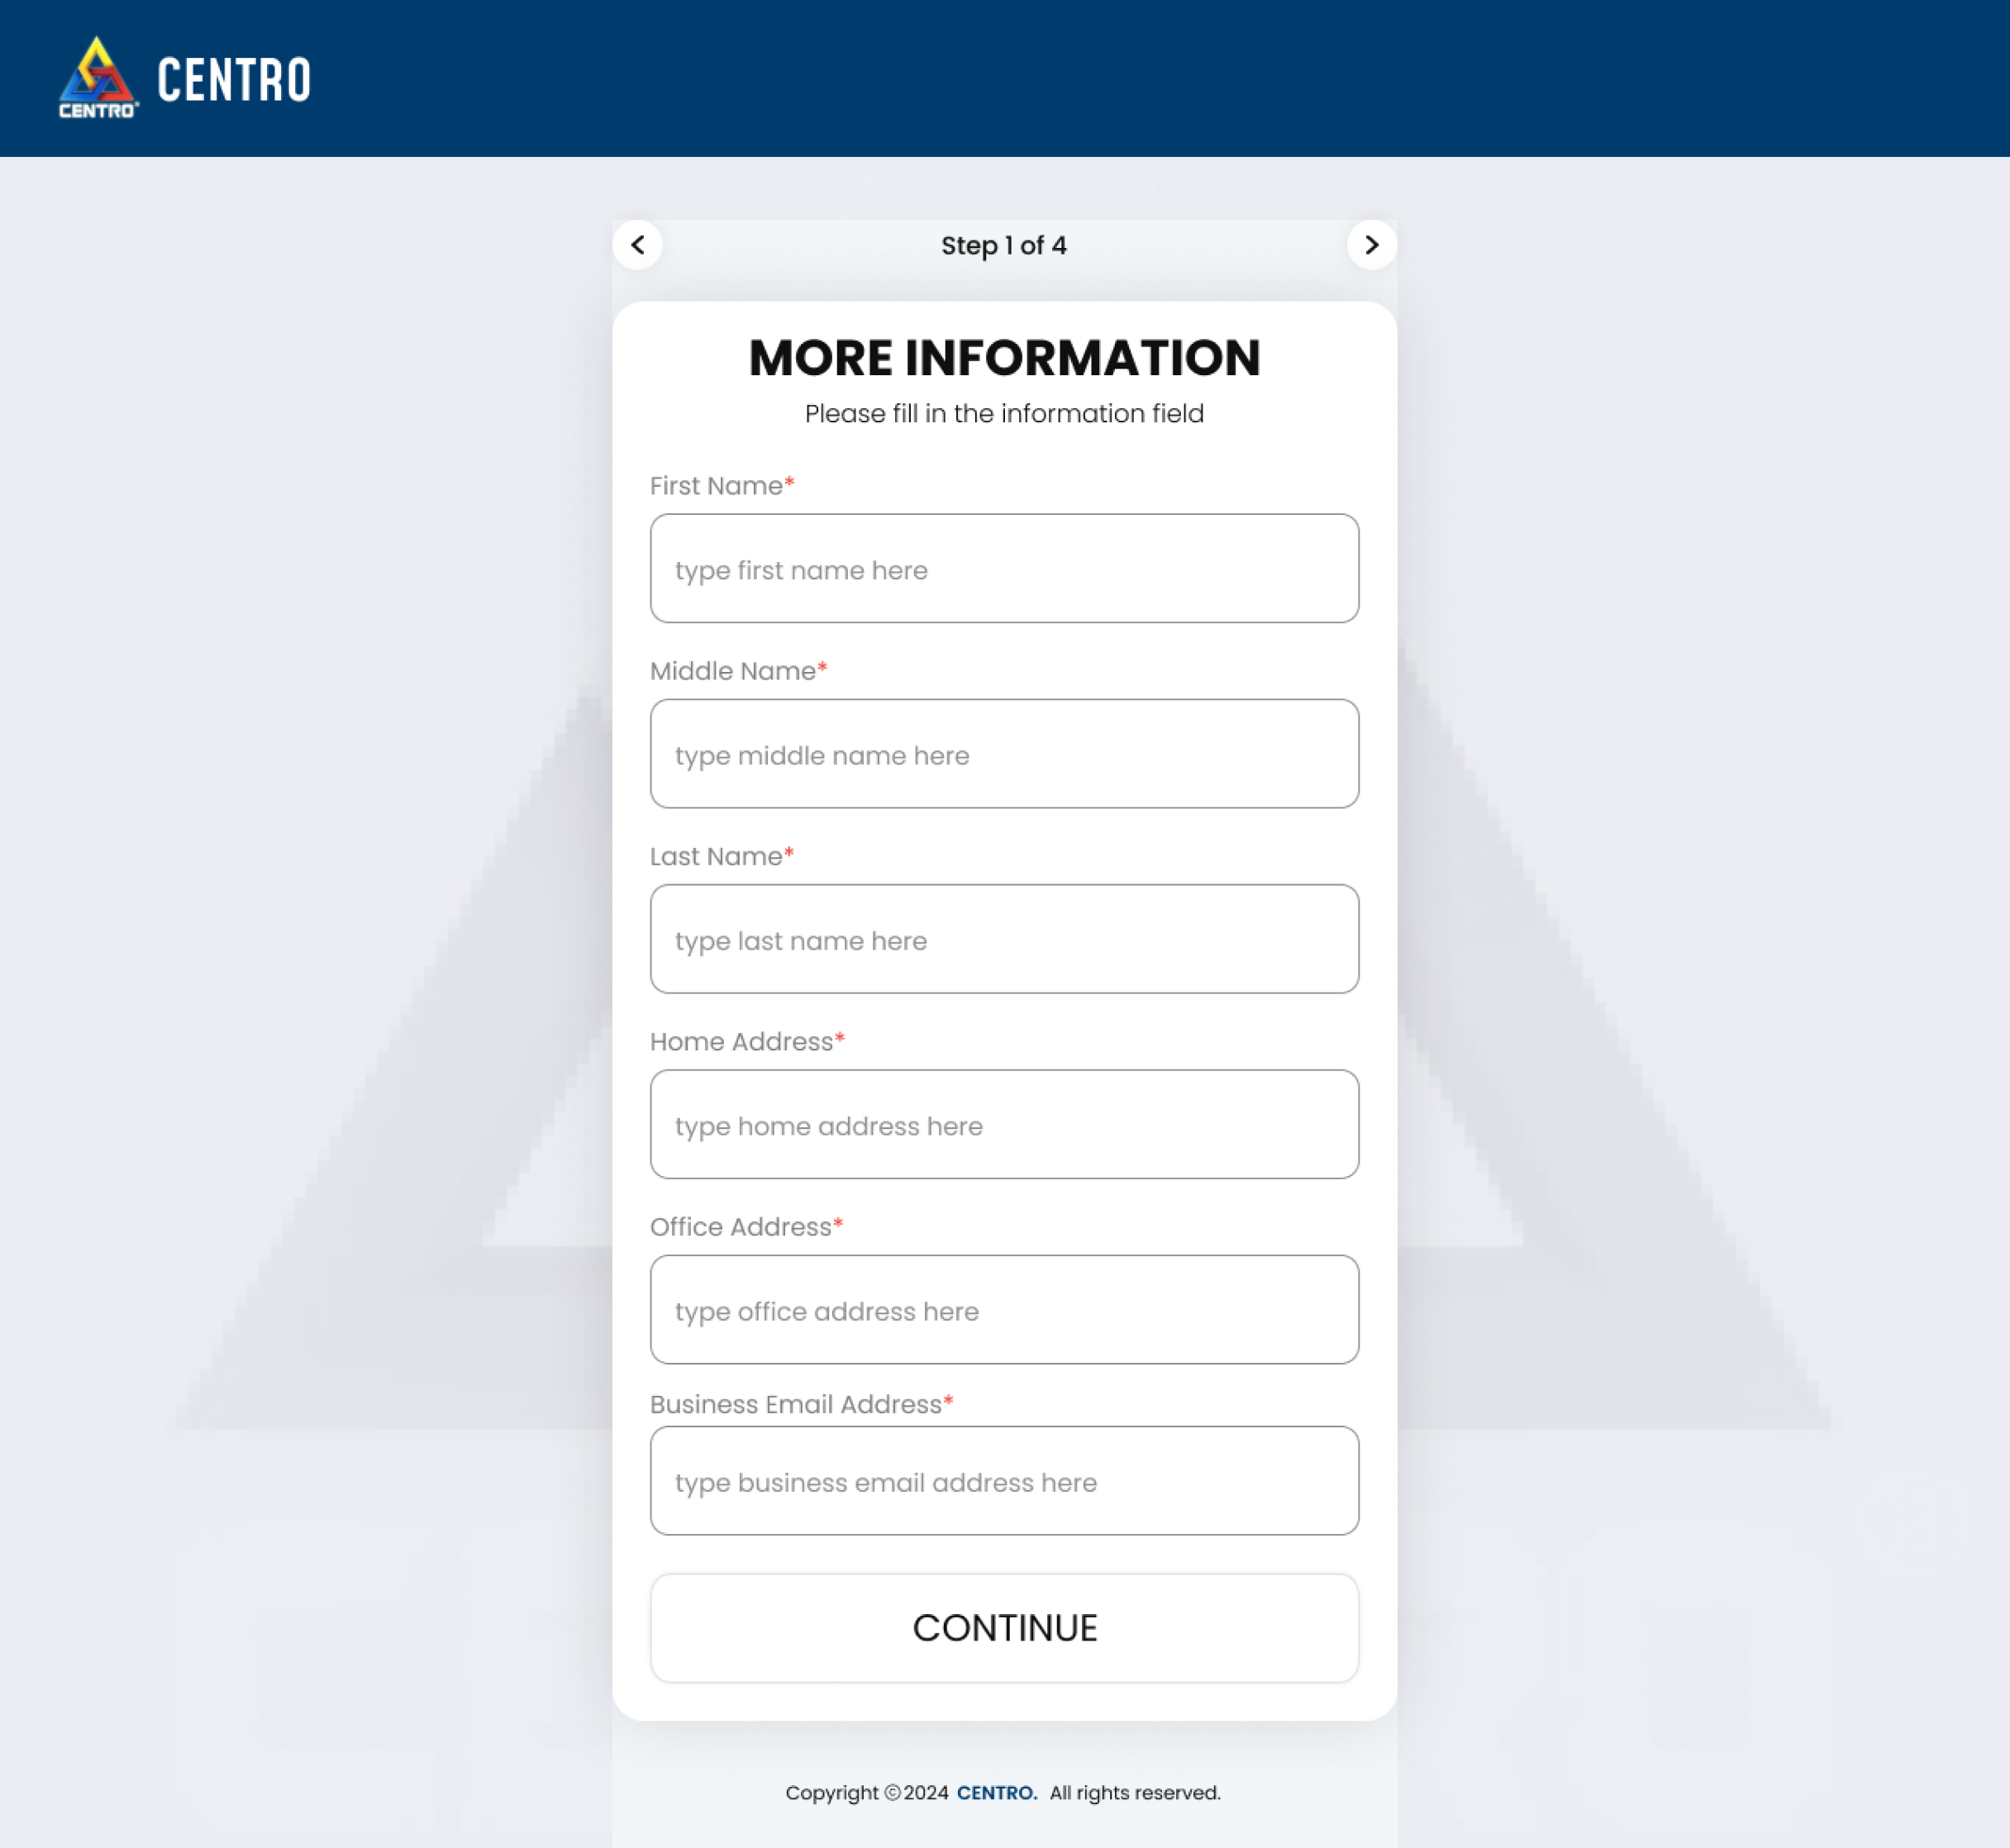 CENTRO®
CENTRO
Step 1 of 4
MORE INFORMATION
Please fill in the information field
First Name*
type first name here
Middle Name*
type middle name here
Last Name*
type last name here
Home Address*
type home address here
Office Address*
type office address here
Business Email Address*
type business email address here
CONTINUE
Copyright ©2024 CENTRO. All rights reserved.